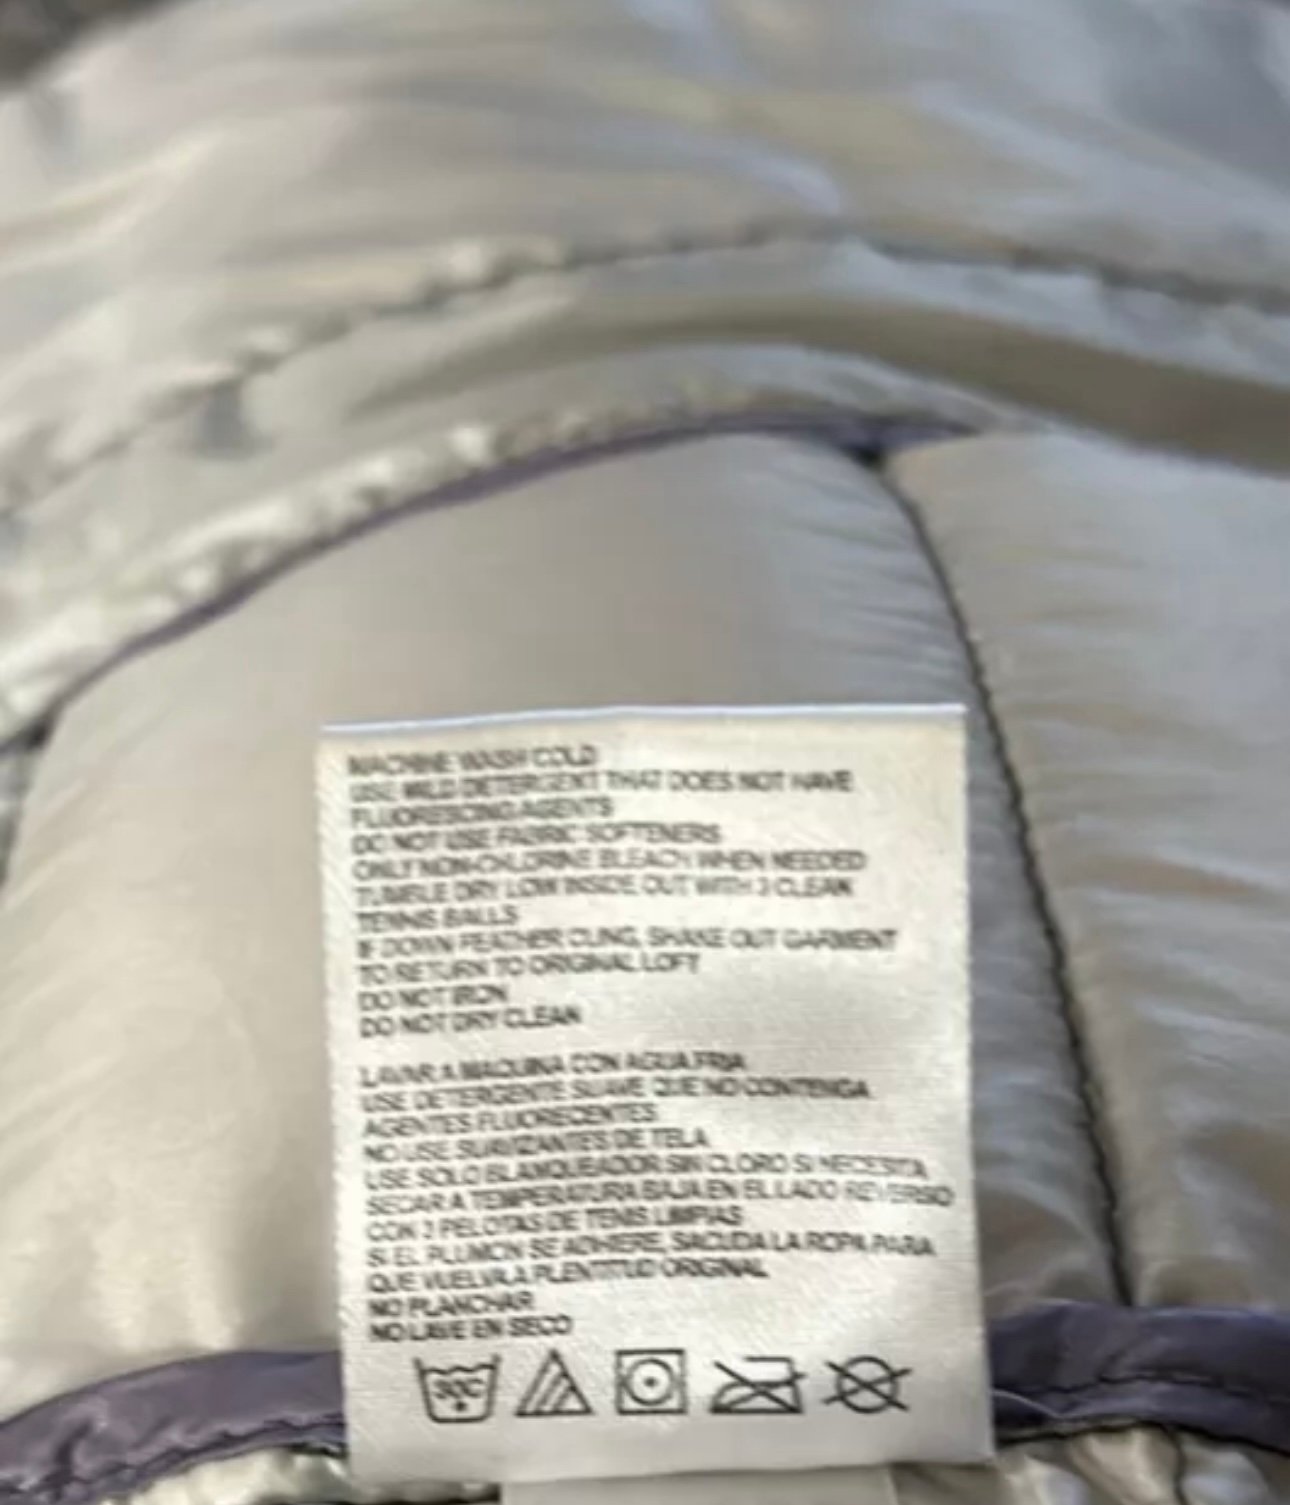 MACHINE WASH COLD
USE MILD DETERGENT THAT DOES NOT HAVE
FLUORESCING AGENTS
DO NOT USE FABRIC SOFTENERS
ONLY NON-CHLORINE BLEACH WHEN NEEDED
TUMBLE DRY LOW INSIDE OUT WITH 3 CLEAN
TENNIS BALLS
IF DOWN FEATHER CLING, SHAKE OUT GARMENT
TO RETURN TO ORIGINAL LOFT
DO NOT IRON
DO NOT DRY CLEAN
LAVAR A MAQUINA CON AGUA FRIA
USE DETERGENTE SUAVE QUE NO CONTENGA
AGENTES FLUORECENTES
NO USE SUAVIZANTES DE TELA
USE SOLO BLANQUEADOR SIN CLORO SI NECESITA
SECAR A TEMPERATURA BAJA EN EL LADO REVERSO
CON 3 PELOTAS DE TENIS LIMPIAS
SI EL PLUMON SE ADHIERE, SACUDA LA ROPA PARA
QUE VUELVA A PLENTITUD ORIGINAL
NO PLANCHAR
NO LAVE EN SECO
30C